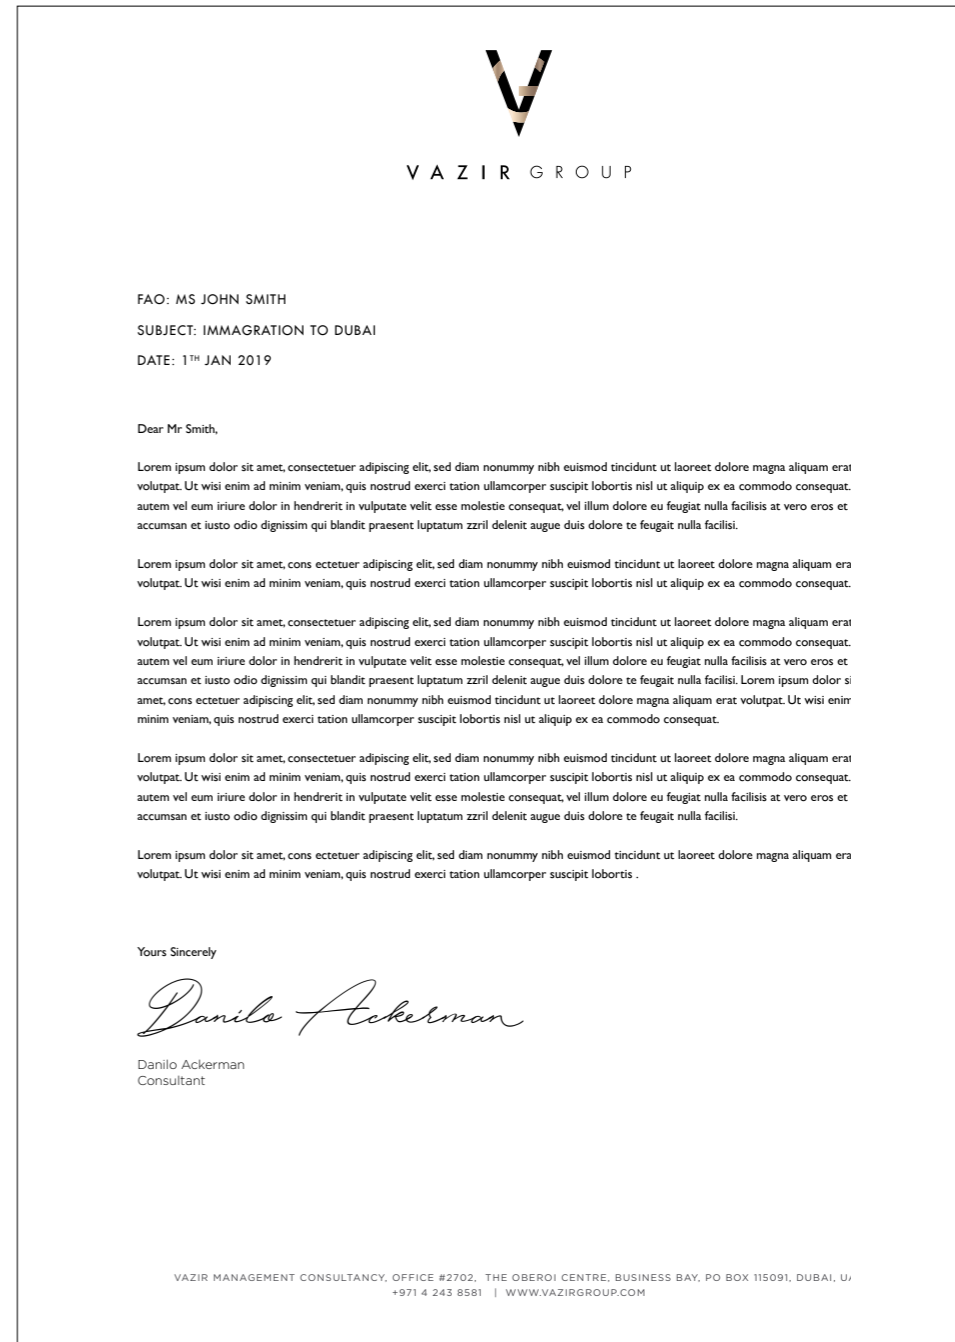 VAZIR GROUP
FAO: MS JOHN SMITH
SUBJECT: IMMAGRATION TO DUBAI
DATE: 1TH JAN 2019
Dear Mr Smith,
Lorem ipsum dolor sit amet, consectetuer adipiscing elit, sed diam nonummy nibh euismod tincidunt ut laoreet dolore magna aliquam erat
volutpat. Ut wisi enim ad minim veniam, quis nostrud exerci tation ullamcorper suscipit lobortis nisl ut aliquip ex ea commodo consequat.
autem vel eum iriure dolor in hendrerit in vulputate velit esse molestie consequat, vel illum dolore eu feugiat nulla facilisis at vero eros et
accumsan et iusto odio dignissim qui blandit praesent luptatum zzril delenit augue duis dolore te feugait nulla facilisi.
Lorem ipsum dolor sit amet, cons ectetuer adipiscing elit, sed diam nonummy nibh euismod tincidunt ut laoreet dolore magna aliquam era
volutpat. Ut wisi enim ad minim veniam, quis nostrud exerci tation ullamcorper suscipit lobortis nisl ut aliquip ex ea commodo consequat.
Lorem ipsum dolor sit amet, consectetuer adipiscing elit, sed diam nonummy nibh euismod tincidunt ut laoreet dolore magna aliquam erat
volutpat. Ut wisi enim ad minim veniam, quis nostrud exerci tation ullamcorper suscipit lobortis nisl ut aliquip ex ea commodo consequat.
autem vel eum iriure dolor in hendrerit in vulputate velit esse molestie consequat, vel illum dolore eu feugiat nulla facilisis at vero eros et
accumsan et iusto odio dignissim qui blandit praesent luptatum zzril delenit augue duis dolore te feugait nulla facilisi. Lorem ipsum dolor si
amet, cons ectetuer adipiscing elit, sed diam nonummy nibh euismod tincidunt ut laoreet dolore magna aliquam erat volutpat. Ut wisi enim
minim veniam, quis nostrud exerci tation ullamcorper suscipit lobortis nisl ut aliquip ex ea commodo consequat.
Lorem ipsum dolor sit amet, consectetuer adipiscing elit, sed diam nonummy nibh euismod tincidunt ut laoreet dolore magna aliquam erat
volutpat. Ut wisi enim ad minim veniam, quis nostrud exerci tation ullamcorper suscipit lobortis nisl ut aliquip ex ea commodo consequat.
autem vel eum iriure dolor in hendrerit in vulputate velit esse molestie consequat, vel illum dolore eu feugiat nulla facilisis at vero eros et
accumsan et iusto odio dignissim qui blandit praesent luptatum zzril delenit augue duis dolore te feugait nulla facilisi.
Lorem ipsum dolor sit amet, cons ectetuer adipiscing elit, sed diam nonummy nibh euismod tincidunt ut laoreet dolore magna aliquam era
volutpat. Ut wisi enim ad minim veniam, quis nostrud exerci tation ullamcorper suscipit lobortis .
Yours Sincerely
Danilo Ackerman
Danilo Ackerman
Consultant
VAZIR MANAGEMENT CONSULTANCY, OFFICE #2702, THE OBEROI CENTRE, BUSINESS BAY, PO BOX 115091, DUBAI,
+971 4 243 8581 | WWW.VAZIRGROUP.COM